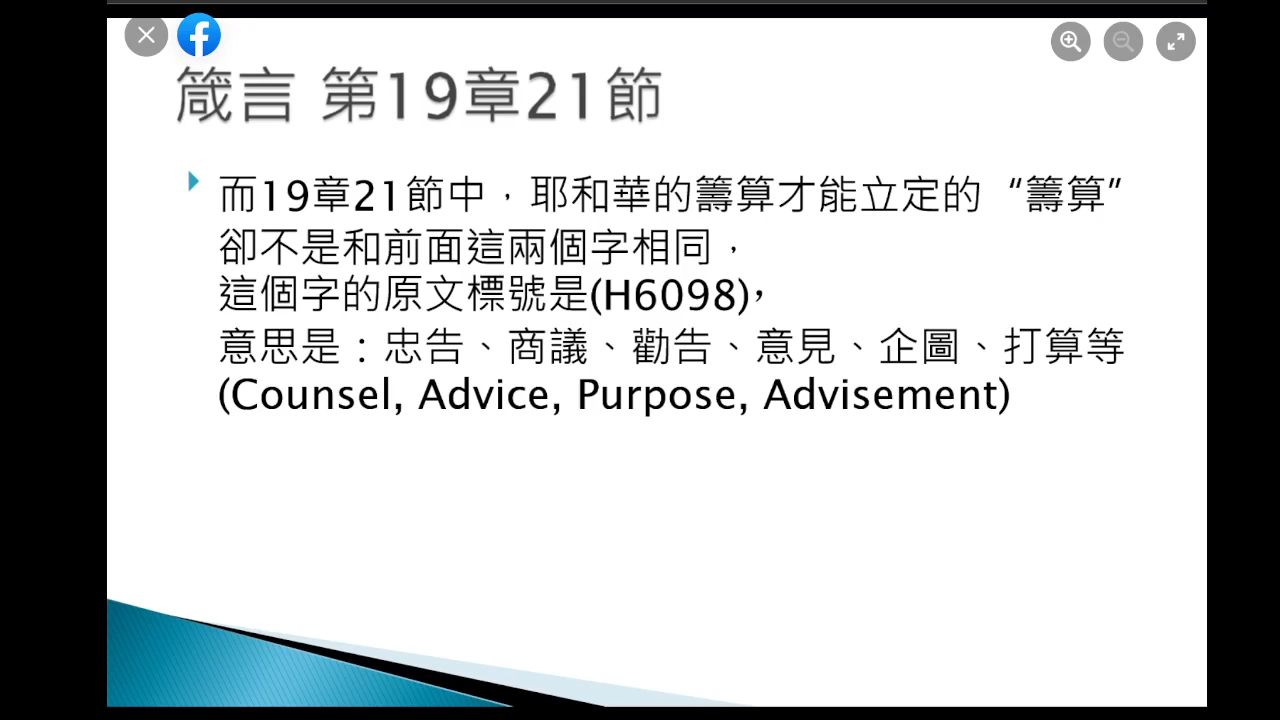 箴言 第19章21節
而19章21節中，耶和華的籌算才能立定的“籌算”
卻不是和前面這兩個字相同，
這個字的原文標號是(H6098)，
意思是：忠告、商議、勸告、意見、企圖、打算等
(Counsel, Advice, Purpose, Advisement)